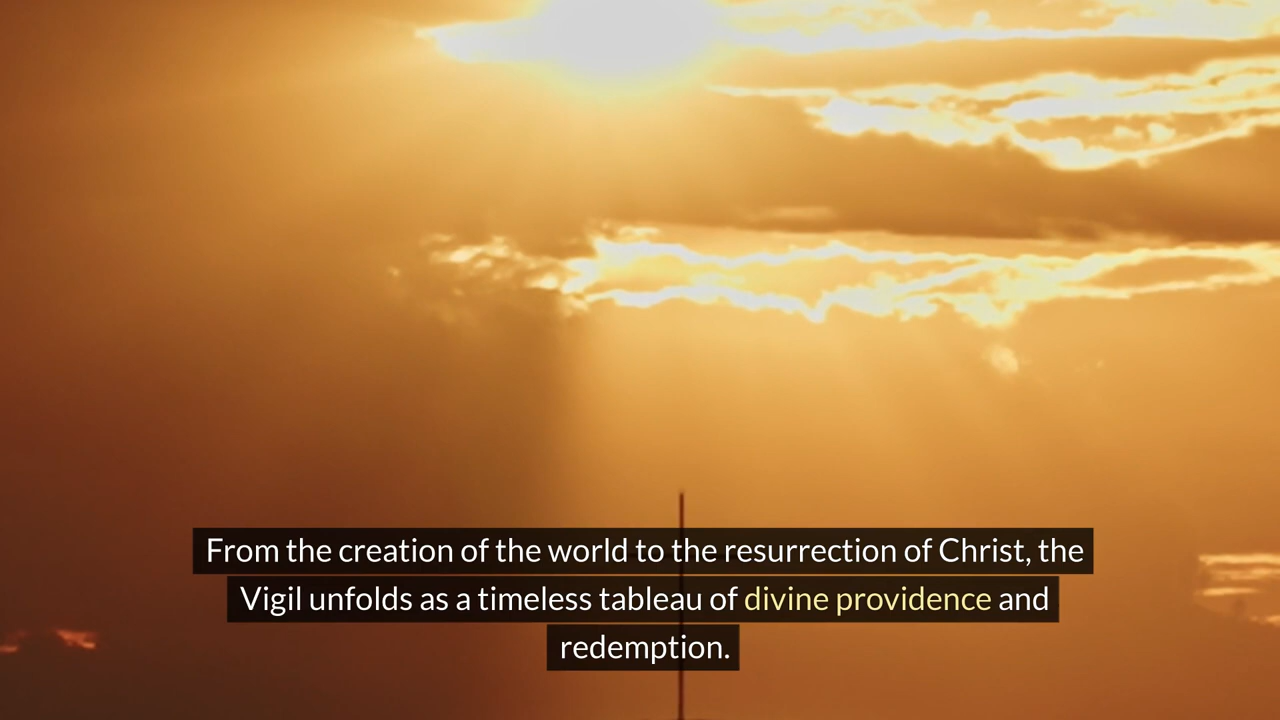 From the creation of the world to the resurrection of Christ, the
Vigil unfolds as a timeless tableau of divine providence and
redemption.